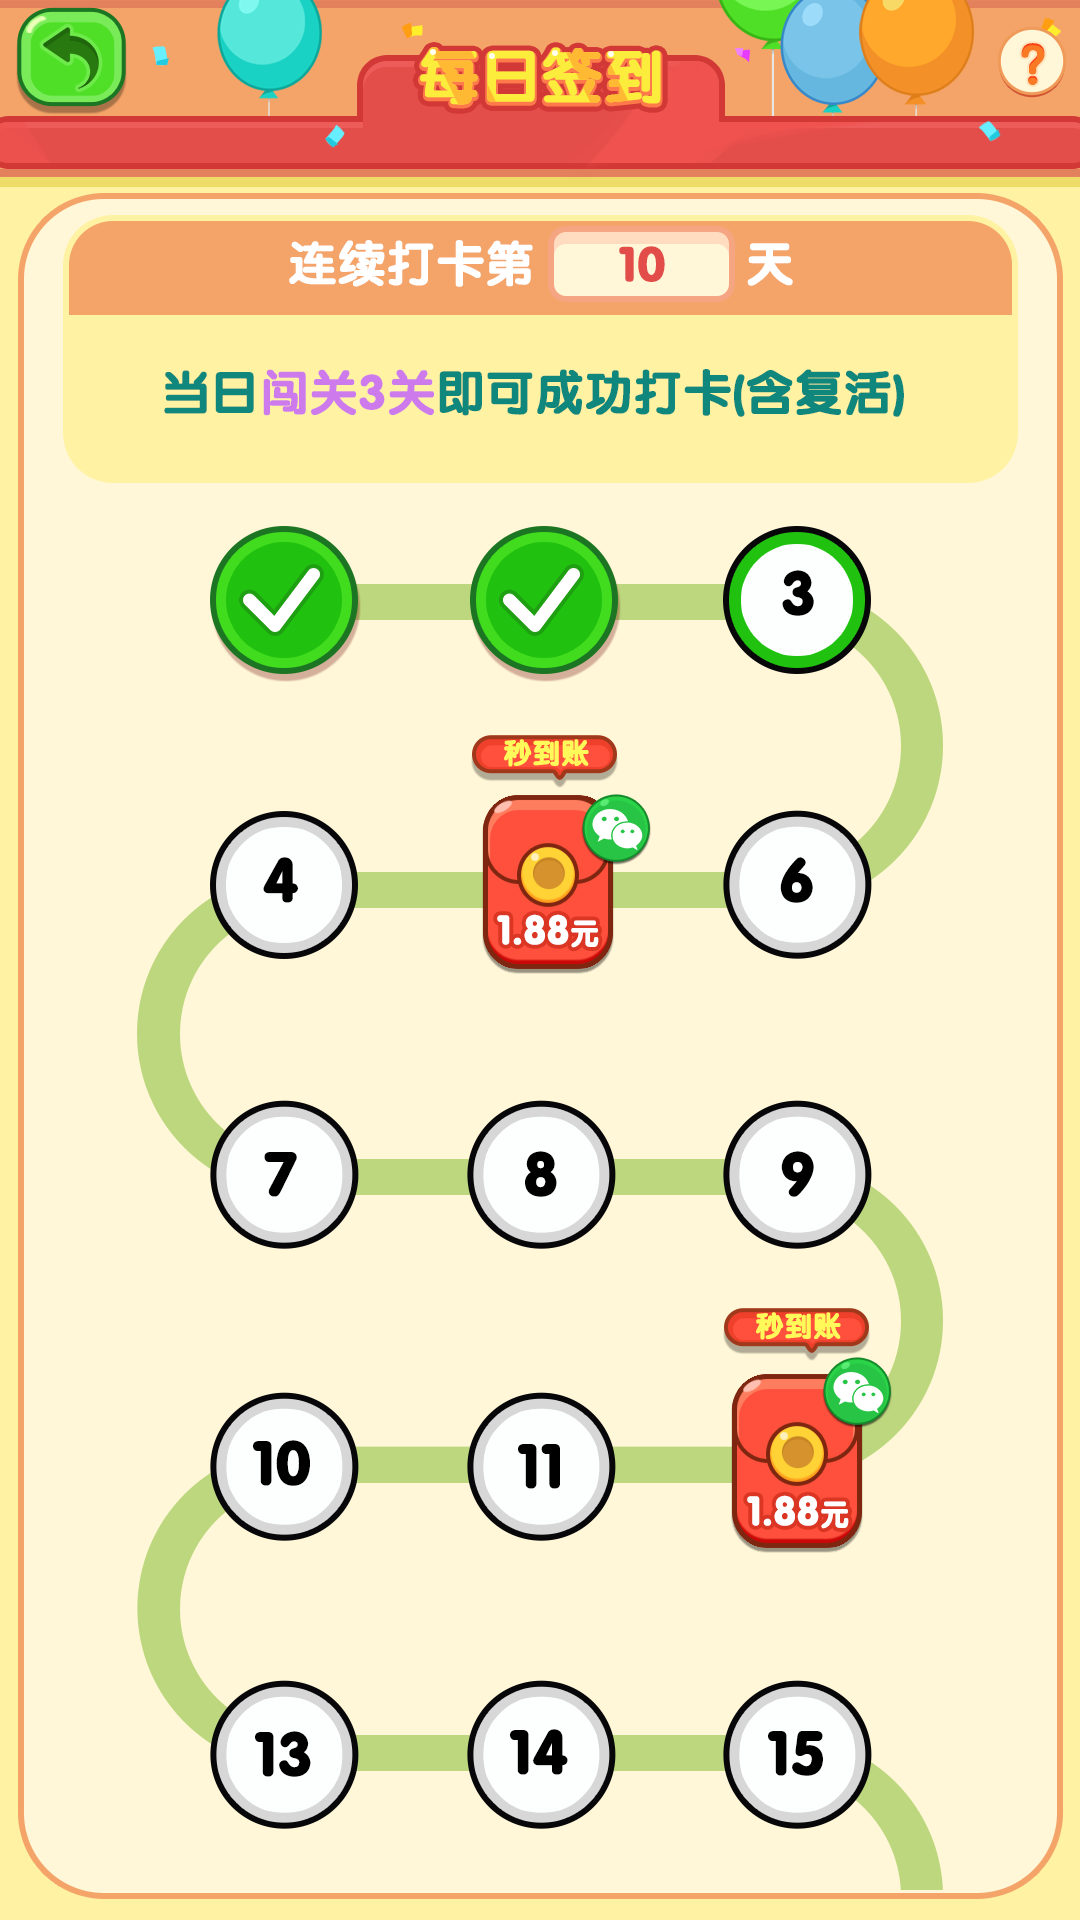 每日签到
?
连续打卡第 10 天
当日闯关3关即可成功打卡(含复活)
3
秒到账
4
1.88元
6
7 8 9
秒到账
10 11
1.88元
13 14 15